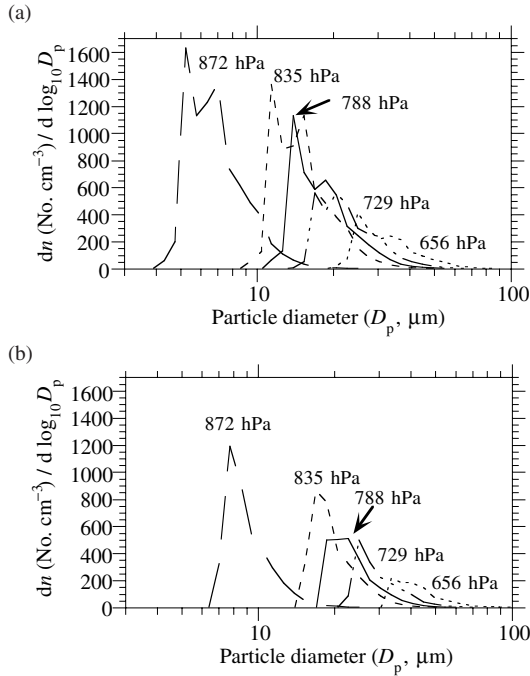 (a)
dn (No. cm⁻³) / d log₁₀ Dₚ
1600
1400
1200
1000
800
600
400
200
0
872 hPa
835 hPa
788 hPa
729 hPa
656 hPa
10
100
Particle diameter (Dₚ, μm)
(b)
dn (No. cm⁻³) / d log₁₀ Dₚ
1600
1400
1200
1000
800
600
400
200
0
872 hPa
835 hPa
788 hPa
729 hPa
656 hPa
10
100
Particle diameter (Dₚ, μm)